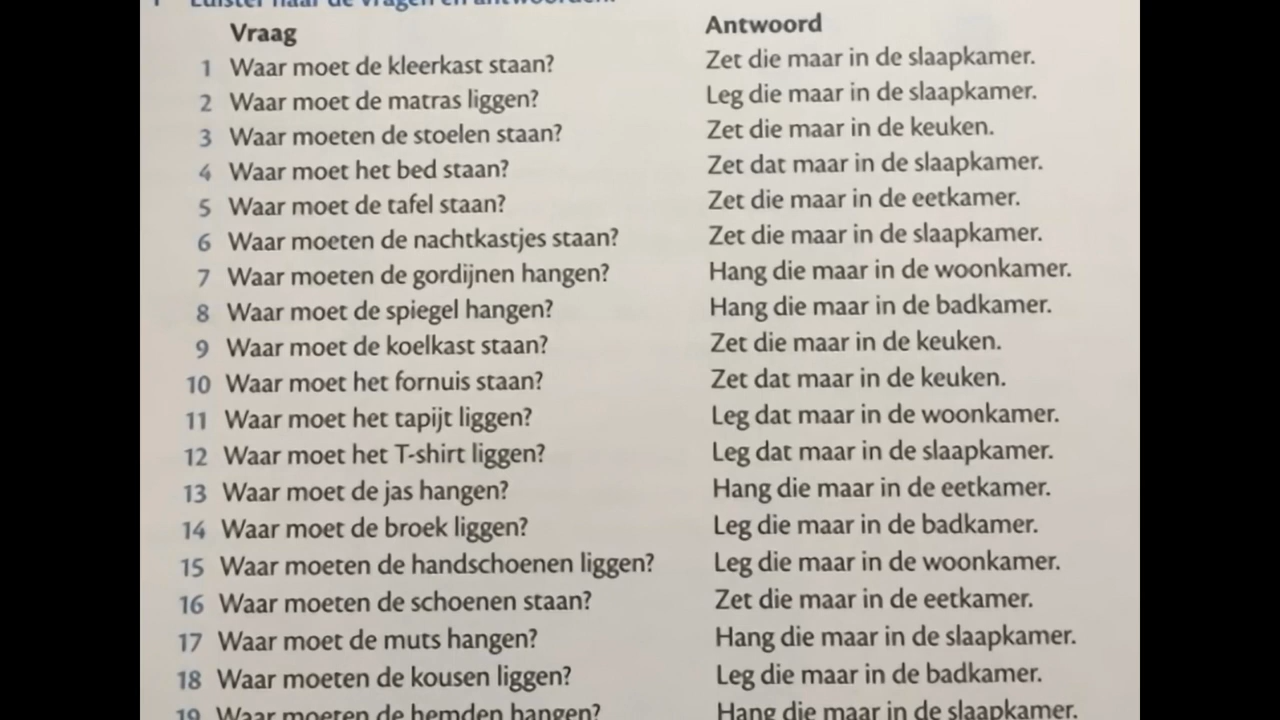 1 Luister naar de vragen en antwoorden.
Vraag Antwoord
1 Waar moet de kleerkast staan? Zet die maar in de slaapkamer.
2 Waar moet de matras liggen? Leg die maar in de slaapkamer.
3 Waar moeten de stoelen staan? Zet die maar in de keuken.
4 Waar moet het bed staan? Zet dat maar in de slaapkamer.
5 Waar moet de tafel staan? Zet die maar in de eetkamer.
6 Waar moeten de nachtkastjes staan? Zet die maar in de slaapkamer.
7 Waar moeten de gordijnen hangen? Hang die maar in de woonkamer.
8 Waar moet de spiegel hangen? Hang die maar in de badkamer.
9 Waar moet de koelkast staan? Zet die maar in de keuken.
10 Waar moet het fornuis staan? Zet dat maar in de keuken.
11 Waar moet het tapijt liggen? Leg dat maar in de woonkamer.
12 Waar moet het T-shirt liggen? Leg dat maar in de slaapkamer.
13 Waar moet de jas hangen? Hang die maar in de eetkamer.
14 Waar moet de broek liggen? Leg die maar in de badkamer.
15 Waar moeten de handschoenen liggen? Leg die maar in de woonkamer.
16 Waar moeten de schoenen staan? Zet die maar in de eetkamer.
17 Waar moet de muts hangen? Hang die maar in de slaapkamer.
18 Waar moeten de kousen liggen? Leg die maar in de badkamer.
19 Waar moeten de hemden hangen? Hang die maar in de slaapkamer.